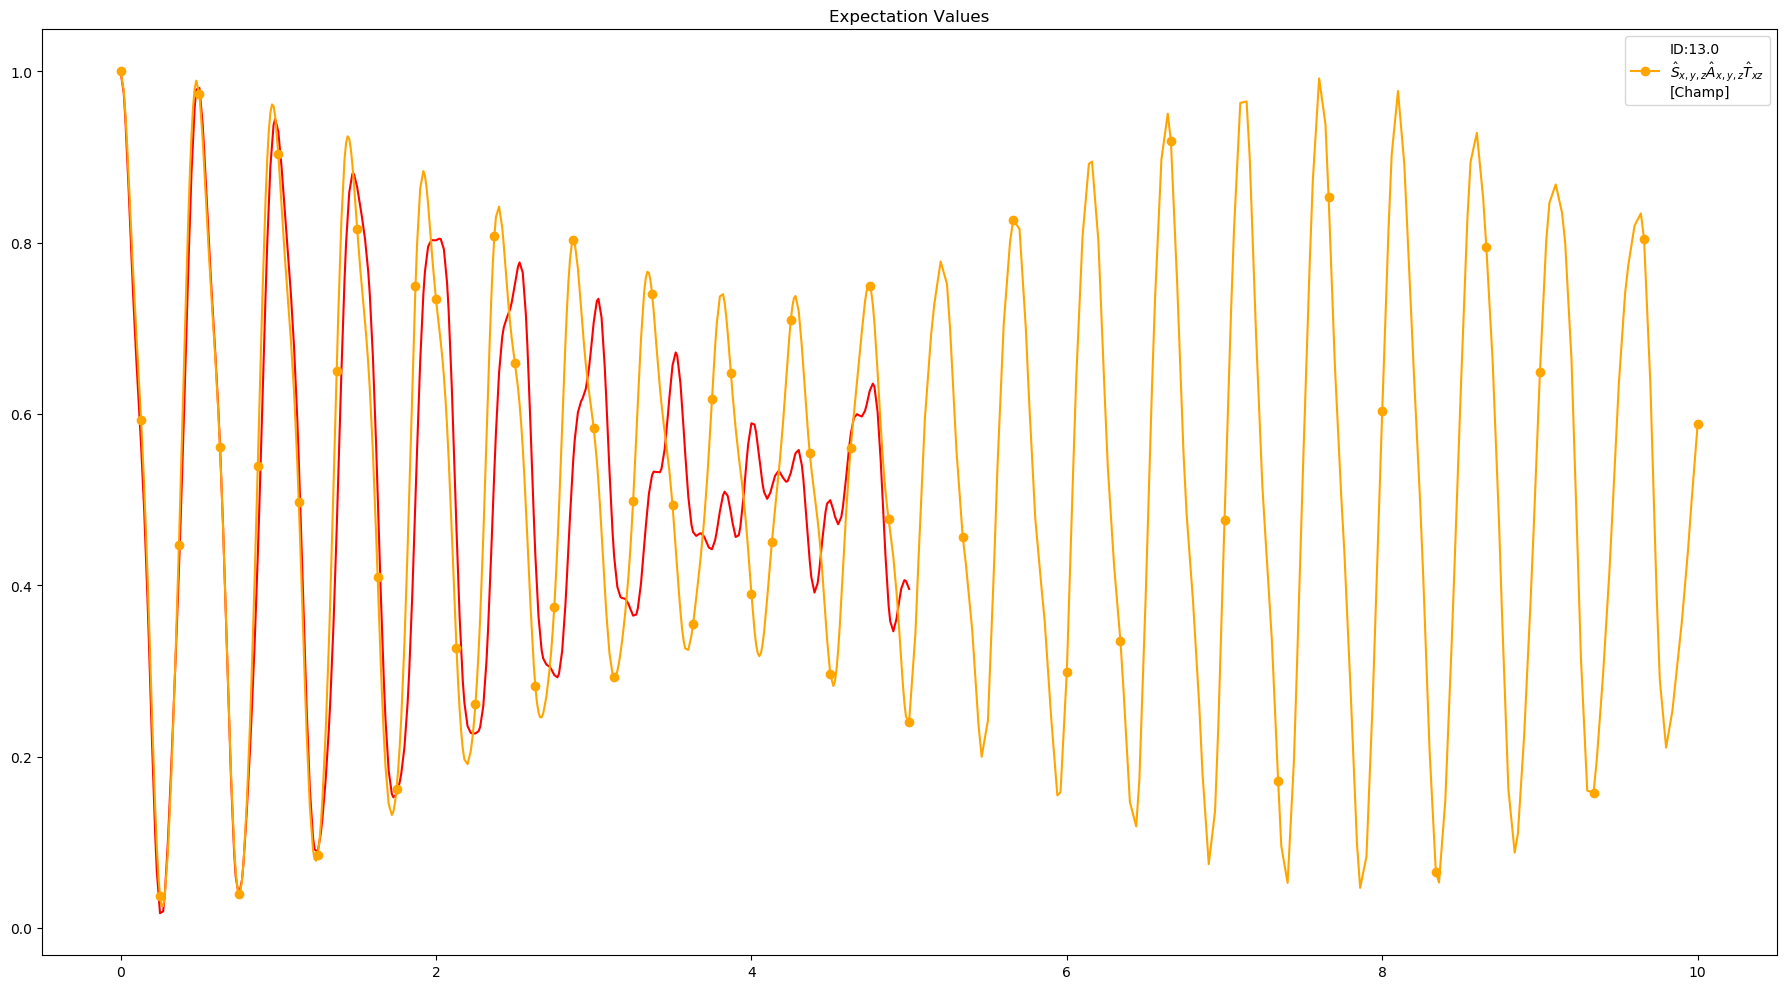 Expectation Values
ID:13.0
$\hat{S}_{x,y,z}\hat{A}_{x,y,z}\hat{T}_{xz}$
[Champ]
1.0
0.8
0.6
0.4
0.2
0.0
0 2 4 6 8 10